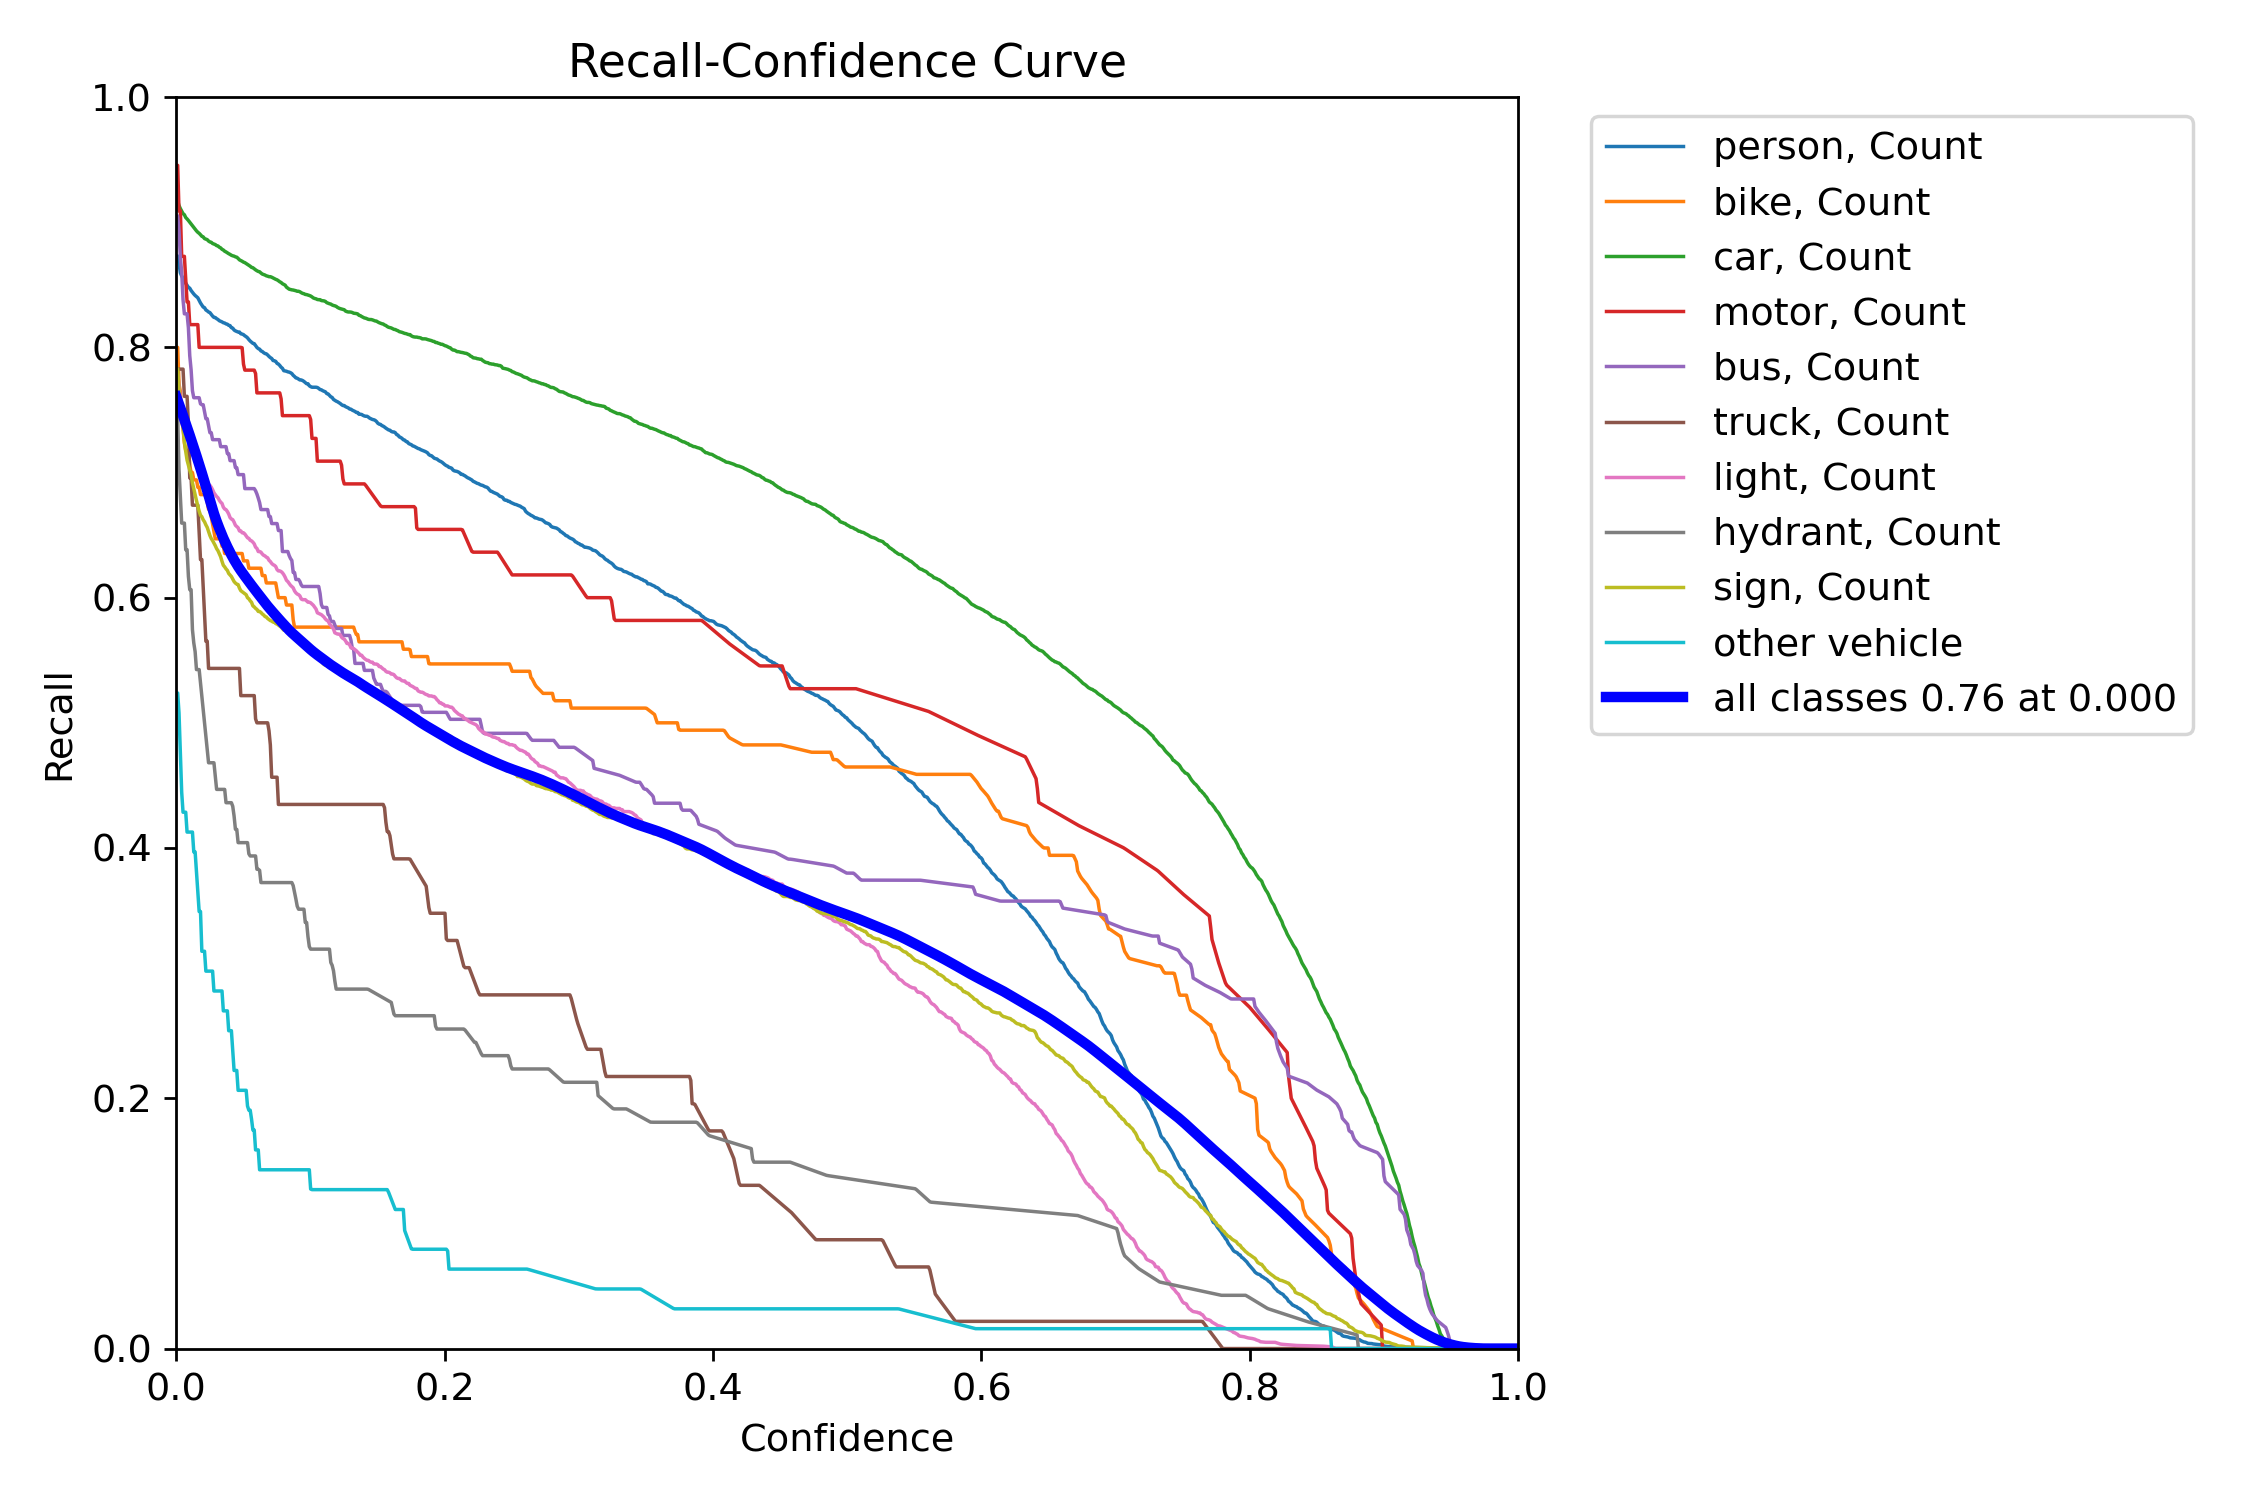 Recall-Confidence Curve
1.0
0.8
0.6
0.4
0.2
0.0
Recall
0.0 0.2 0.4 0.6 0.8 1.0
Confidence
person, Count
bike, Count
car, Count
motor, Count
bus, Count
truck, Count
light, Count
hydrant, Count
sign, Count
other vehicle
all classes 0.76 at 0.000